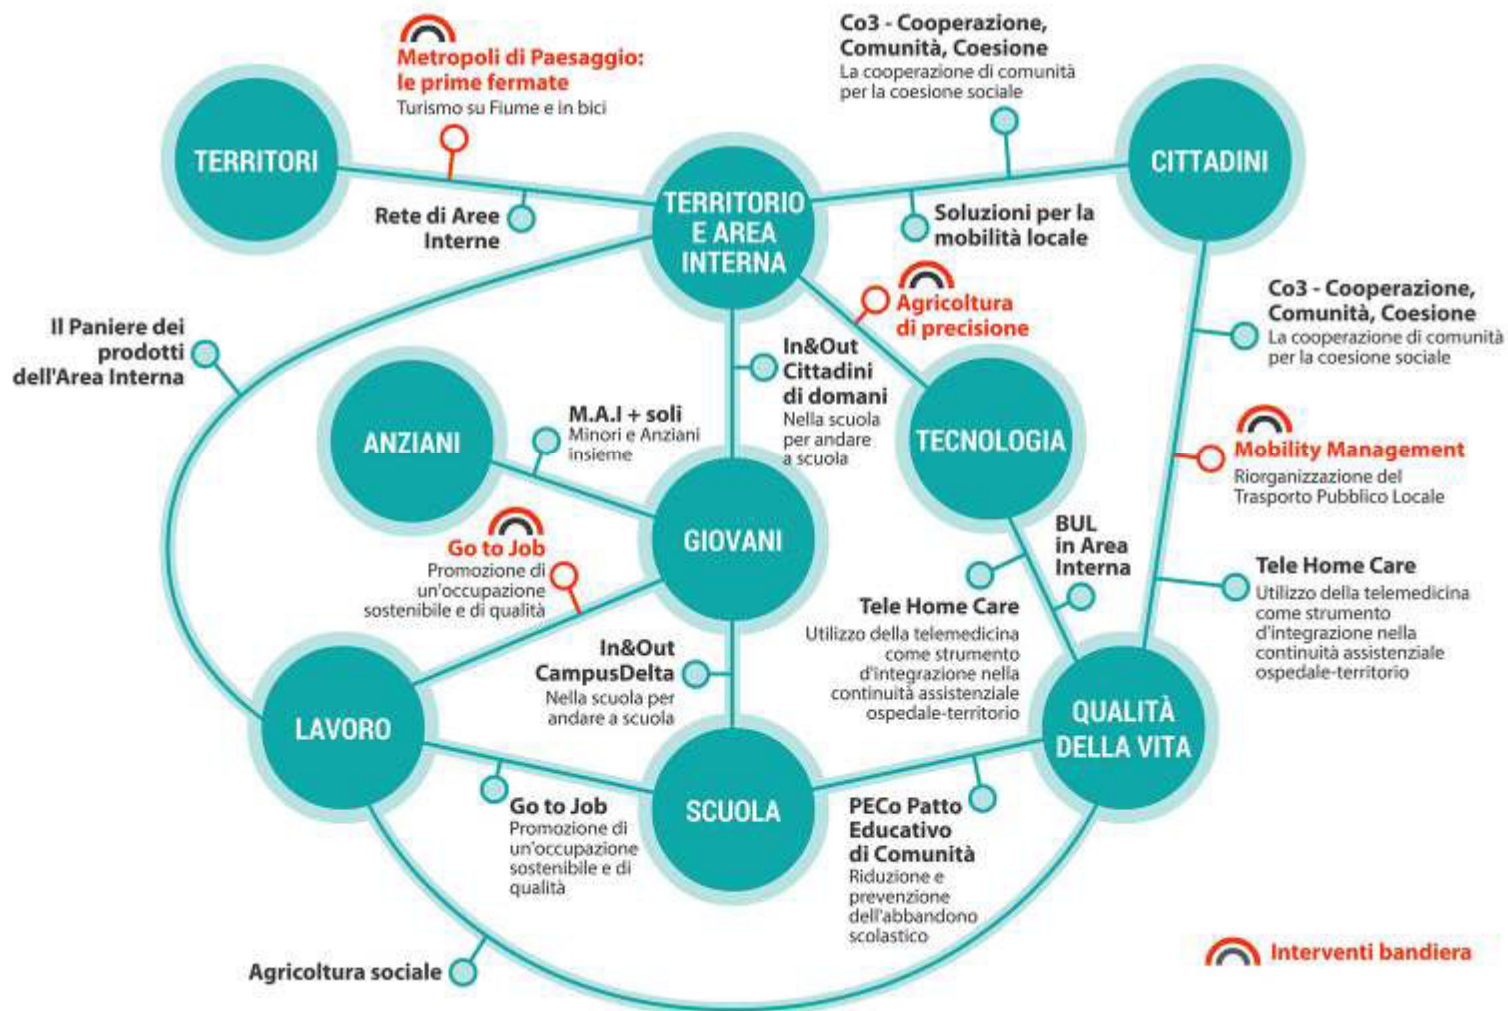 Metropoli di Paesaggio:
le prime fermate
Turismo su Fiume e in bici
Co3 - Cooperazione,
Comunità, Coesione
La cooperazione di comunità
per la coesione sociale
TERRITORI
CITTADINI
TERRITORIO
E AREA
INTERNA
Rete di Aree
Interne
Soluzioni per la
mobilità locale
Agricoltura
di precisione
Co3 - Cooperazione,
Comunità, Coesione
La cooperazione di comunità
per la coesione sociale
Il Paniere dei
prodotti
dell'Area Interna
In&Out
Cittadini
di domani
Nella scuola
per andare
a scuola
ANZIANI
M.A.I + soli
Minori e Anziani
insieme
TECNOLOGIA
Mobility Management
Riorganizzazione del
Trasporto Pubblico Locale
Go to Job
Promozione di
un'occupazione
sostenibile e di qualità
GIOVANI
BUL
in Area
Interna
Tele Home Care
Utilizzo della telemedicina
come strumento
d'integrazione nella
continuità assistenziale
ospedale-territorio
Tele Home Care
Utilizzo della telemedicina
come strumento
d'integrazione nella
continuità assistenziale
ospedale-territorio
In&Out
CampusDelta
Nella scuola per
andare a scuola
LAVORO
QUALITÀ
DELLA VITA
SCUOLA
Go to Job
Promozione di
un'occupazione
sostenibile e di
qualità
PECo Patto
Educativo
di Comunità
Riduzione e
prevenzione
dell'abbandono
scolastico
Agricoltura sociale
Interventi bandiera